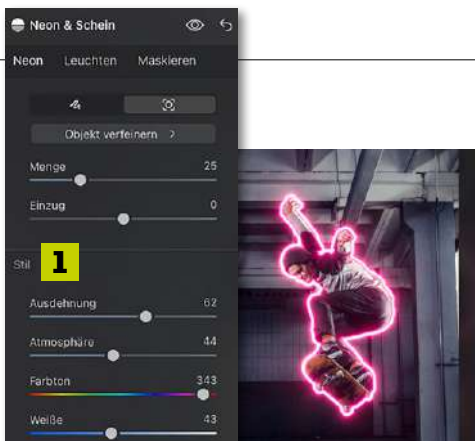 Neon & Schein
Neon Leuchten Maskieren
Objekt verfeinern >
Menge 25
Einzug 0
Stil 1
Ausdehnung 62
Atmosphäre 44
Farbton 343
Weiße 43